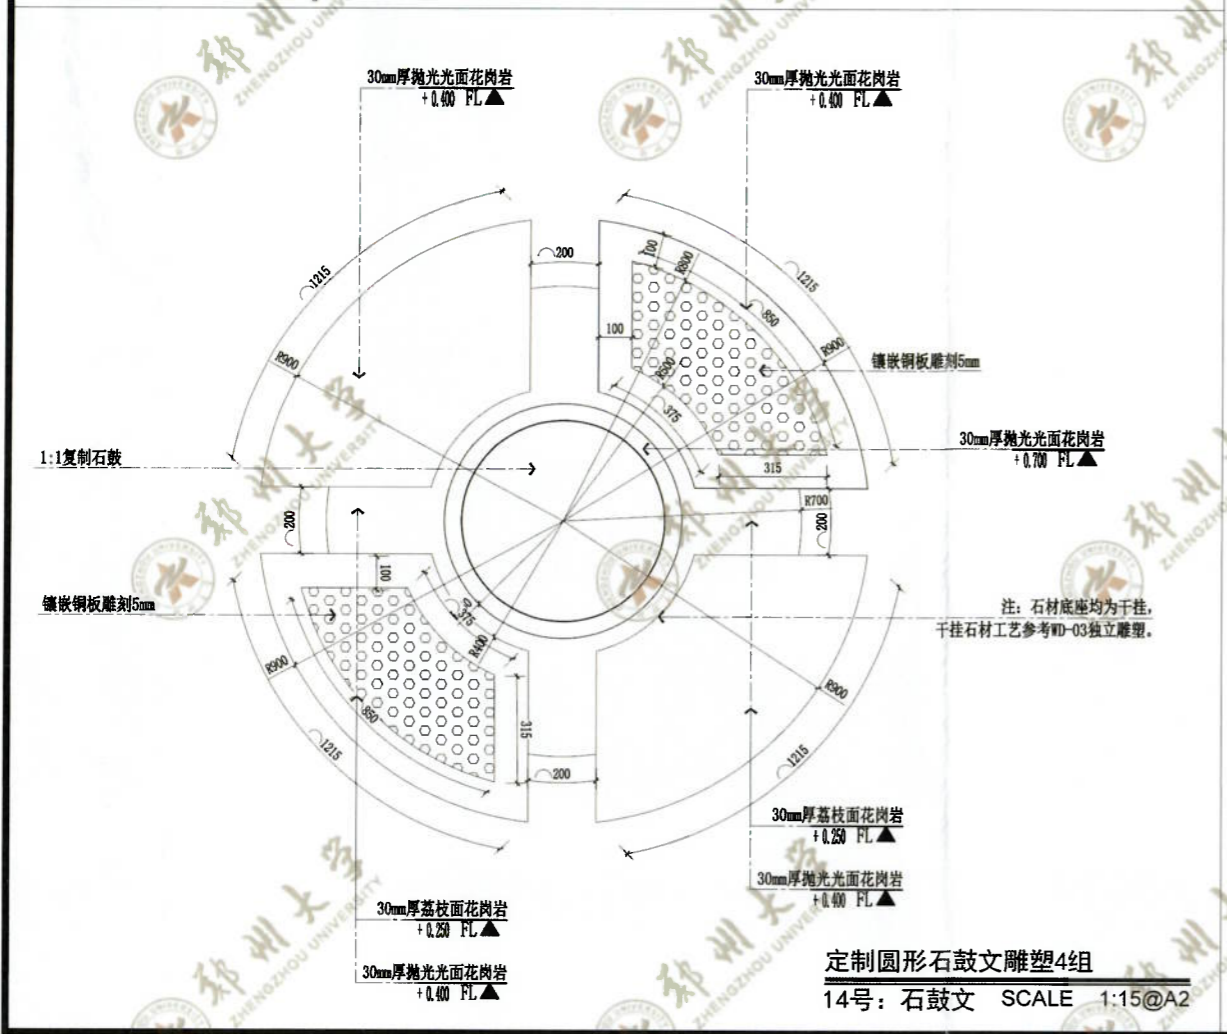 30mm厚抛光光面花岗岩
+0.400 FL▲
30mm厚抛光光面花岗岩
+0.400 FL▲
⌒200
100
R800
⌒1215
⌒1215
⌒850
100
R900
R900
镶嵌铜板雕刻5mm
R500
375
30mm厚抛光光面花岗岩
+0.700 FL▲
1:1复制石鼓
315
R700
⌒200
⌒200
100
镶嵌铜板雕刻5mm
注：石材底座均为干挂，
干挂石材工艺参考WD-03独立雕塑。
375
R400
R900
R900
850
315
⌒1215
⌒1215
⌒200
30mm厚荔枝面花岗岩
+0.250 FL▲
30mm厚抛光光面花岗岩
+0.400 FL▲
30mm厚荔枝面花岗岩
+0.250 FL▲
30mm厚抛光光面花岗岩
+0.400 FL▲
定制圆形石鼓文雕塑4组
14号：石鼓文 SCALE 1:15@A2
郑州大学
ZHENGZHOU UNIVERSITY